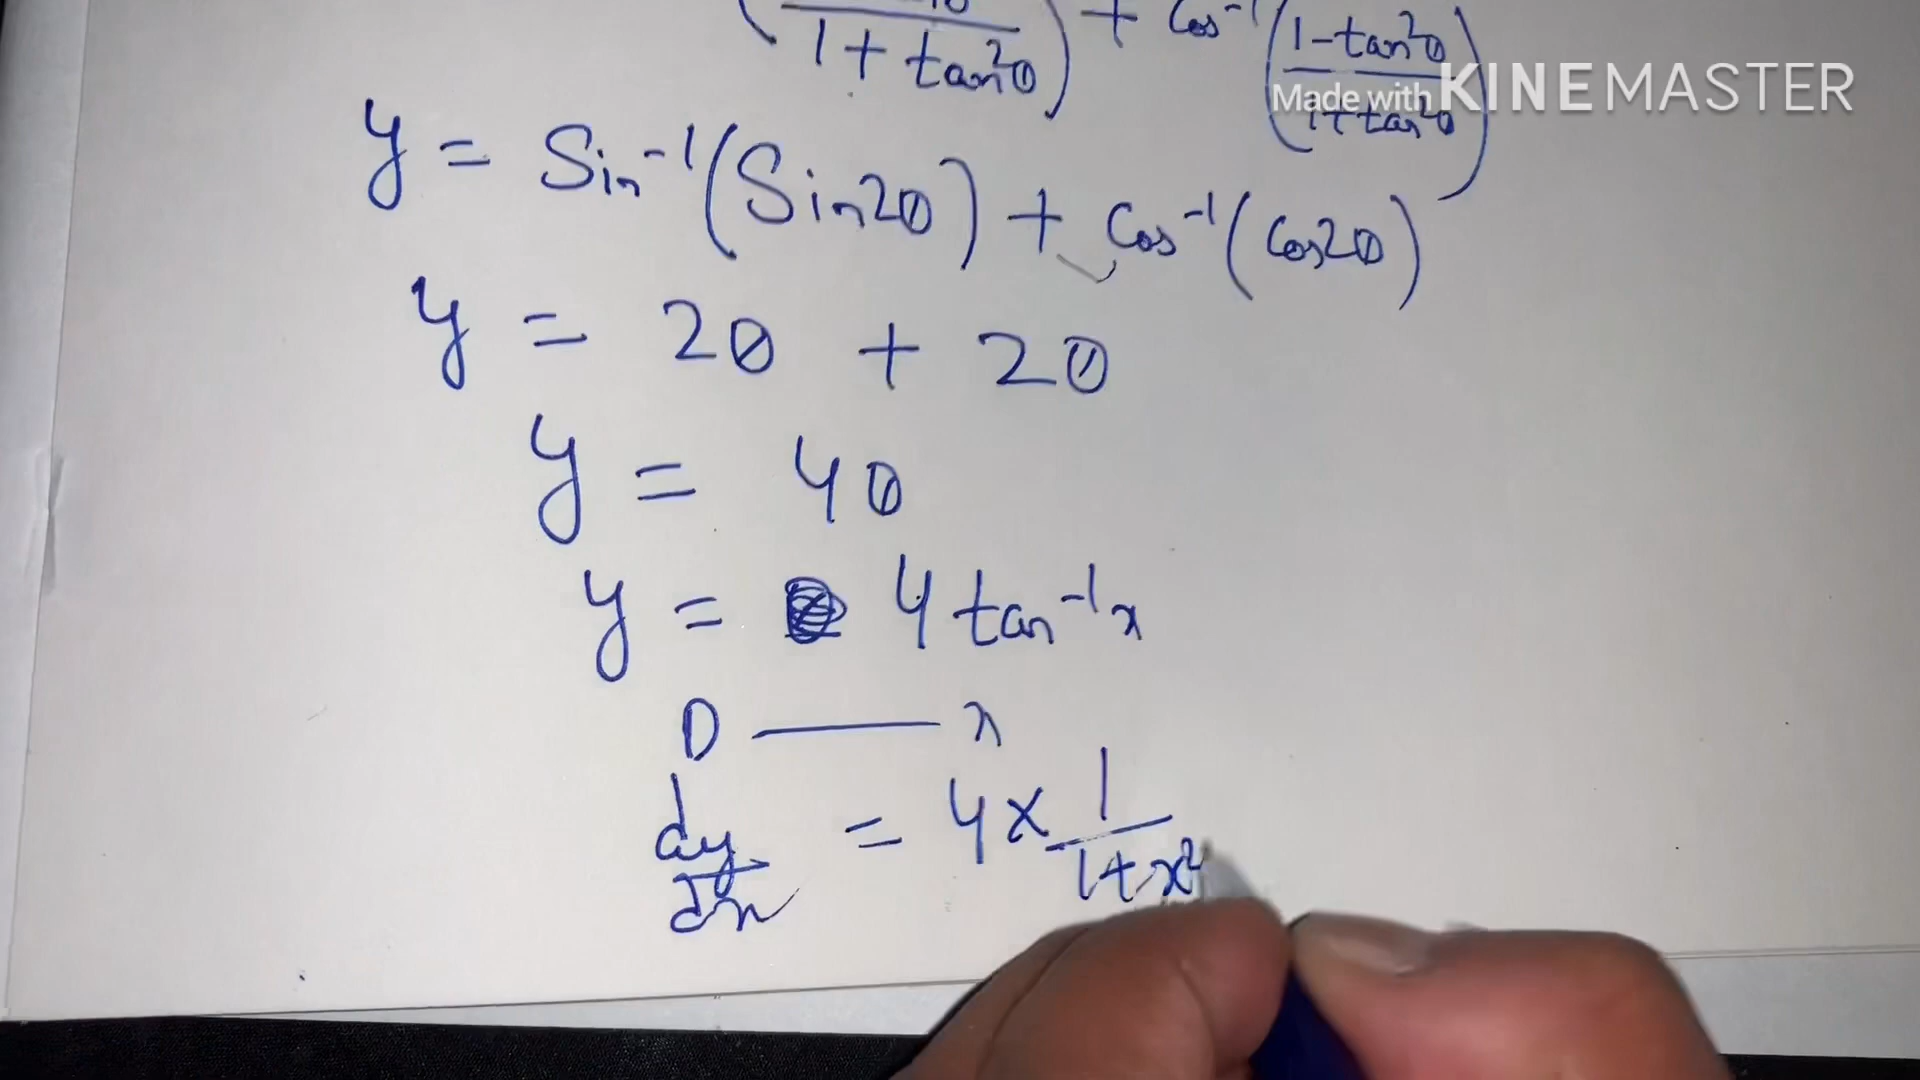 1 + tan²θ) + Cos⁻¹(1-tan²θ / 1+tan²θ)
Made with KINEMASTER
y = Sin⁻¹(Sin2θ) + Cos⁻¹(Cos2θ)
y = 2θ + 2θ
y = 4θ
y = 4 tan⁻¹x
D —— x
dy/dx = 4 × 1/1+x²